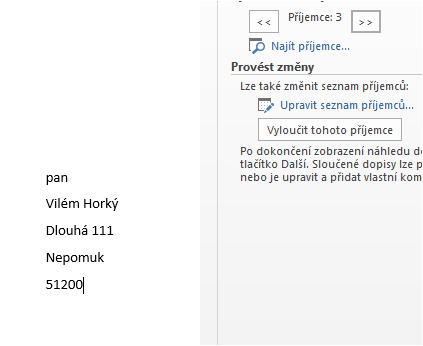 pan
Vilém Horký
Dlouhá 111
Nepomuk
51200
<< Příjemce: 3 >>
Najít příjemce...
Provést změny
Lze také změnit seznam příjemců:
Upravit seznam příjemců...
Vyloučit tohoto příjemce
Po dokončení zobrazení náhledu
tlačítko Další. Sloučené dopisy lze
nebo je upravit a přidat vlastní